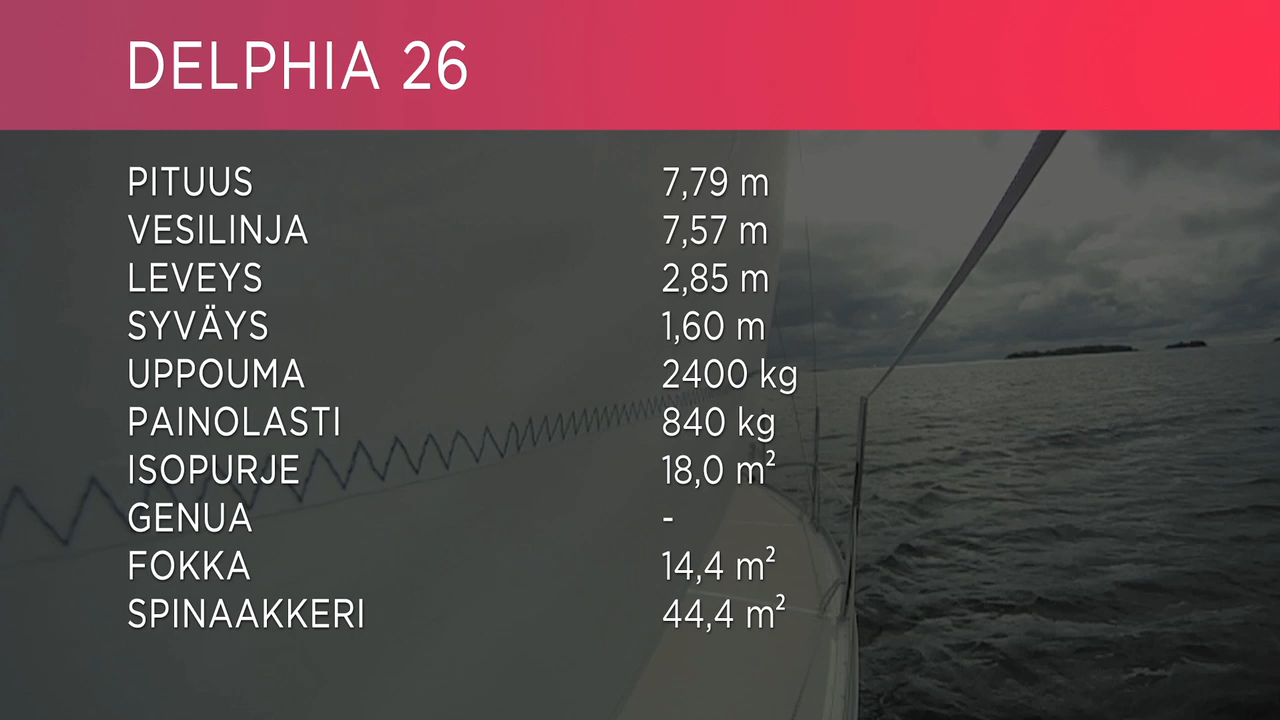 DELPHIA 26
PITUUS 7,79 m
VESILINJA 7,57 m
LEVEYS 2,85 m
SYVÄYS 1,60 m
UPPOUMA 2400 kg
PAINOLASTI 840 kg
ISOPURJE 18,0 m²
GENUA -
FOKKA 14,4 m²
SPINAAKKERI 44,4 m²